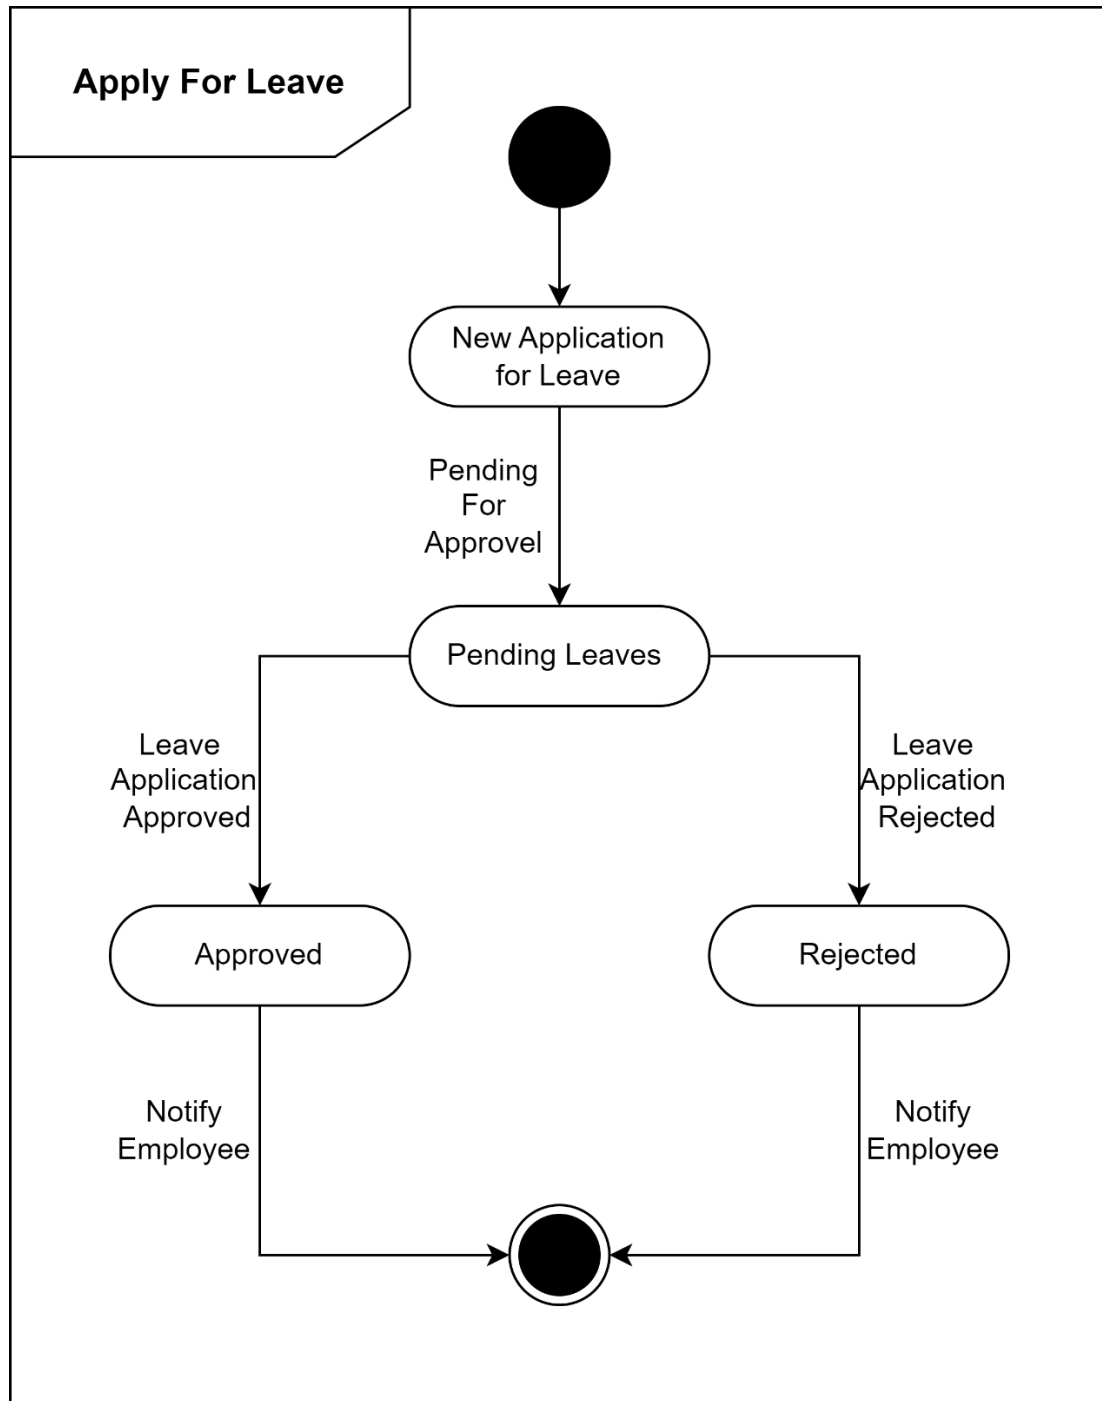 Apply For Leave
New Application
for Leave
Pending
For
Approvel
Pending Leaves
Leave
Application
Approved
Leave
Application
Rejected
Approved
Rejected
Notify
Employee
Notify
Employee